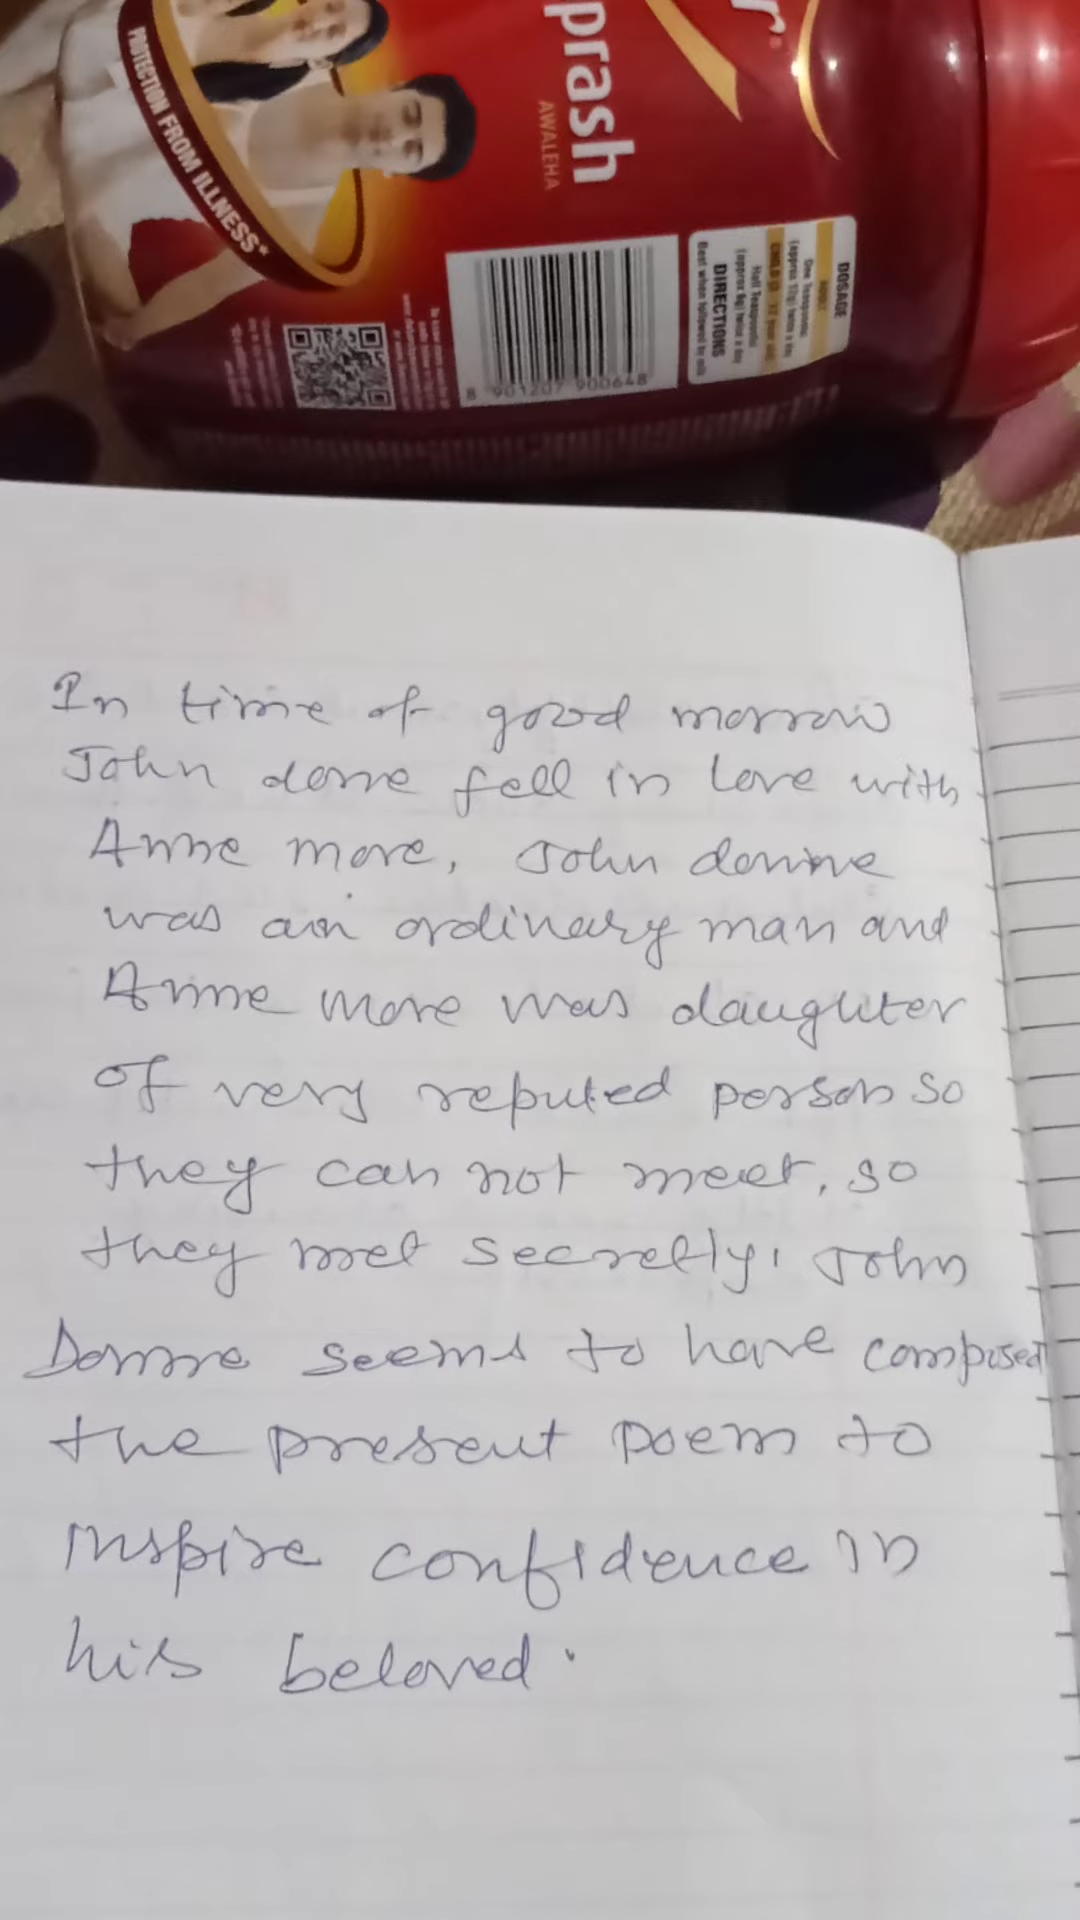 prash
AWALEHA
r
PROTECTION FROM ILLNESS*
DOSAGE
DIRECTIONS
8 901207 900648
In time of good morrow
John donne fell in love with
Anne more, John donne
was an ordinary man and
Anne more was daughter
of very reputed person so
they can not meet, so
they met secretly, John
Donne seems to have composed
the present poem to
inspire confidence in
his beloved.